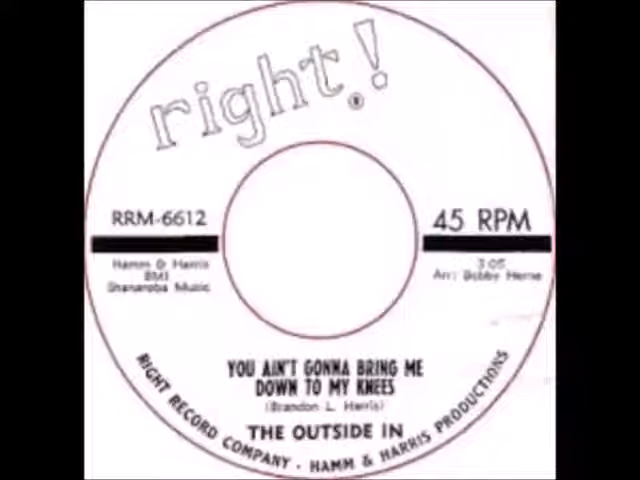 right!®
RRM-6612
45 RPM
Hamm & Harris
BMI
Shanaroba Music
3:05
Arr: Bobby Herne
YOU AIN'T GONNA BRING ME
DOWN TO MY KNEES
(Brandon L. Harris)
THE OUTSIDE IN
RIGHT RECORD COMPANY · HAMM & HARRIS PRODUCTIONS